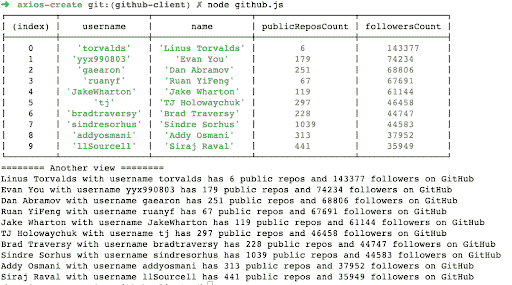 → axios-create git:(github-client) ✗ node github.js
(index) username name publicReposCount followersCount
0 'torvalds' 'Linus Torvalds' 6 143377
1 'yyx990803' 'Evan You' 179 74234
2 'gaearon' 'Dan Abramov' 251 68806
3 'ruanyf' 'Ruan YiFeng' 67 67691
4 'JakeWharton' 'Jake Wharton' 119 61144
5 'tj' 'TJ Holowaychuk' 297 46458
6 'bradtraversy' 'Brad Traversy' 228 44747
7 'sindresorhus' 'Sindre Sorhus' 1039 44583
8 'addyosmani' 'Addy Osmani' 313 37952
9 'llSourcell' 'Siraj Raval' 441 35949
======== Another view ========
Linus Torvalds with username torvalds has 6 public repos and 143377 followers on GitHub
Evan You with username yyx990803 has 179 public repos and 74234 followers on GitHub
Dan Abramov with username gaearon has 251 public repos and 68806 followers on GitHub
Ruan YiFeng with username ruanyf has 67 public repos and 67691 followers on GitHub
Jake Wharton with username JakeWharton has 119 public repos and 61144 followers on GitHub
TJ Holowaychuk with username tj has 297 public repos and 46458 followers on GitHub
Brad Traversy with username bradtraversy has 228 public repos and 44747 followers on GitHub
Sindre Sorhus with username sindresorhus has 1039 public repos and 44583 followers on GitHub
Addy Osmani with username addyosmani has 313 public repos and 37952 followers on GitHub
Siraj Raval with username llSourcell has 441 public repos and 35949 followers on GitHub